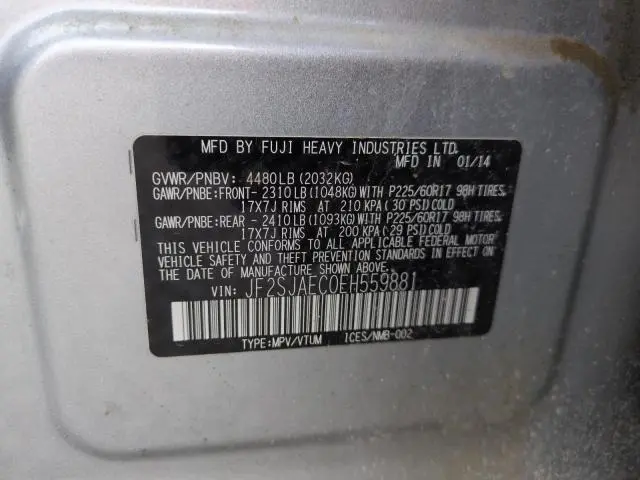 MFD BY FUJI HEAVY INDUSTRIES LTD.
MFD IN 01/14
GVWR/PNBV: 4480LB(2032KG)
GAWR/PNBE:FRONT- 2310LB(1048KG)WITH P225/60R17 98H TIRES,
17X7J RIMS AT 210 KPA(30 PSI)COLD
GAWR/PNBE:REAR - 2410LB(1093KG)WITH P225/60R17 98H TIRES,
17X7J RIMS AT 200 KPA(29 PSI)COLD
THIS VEHICLE CONFORMS TO ALL APPLICABLE FEDERAL MOTOR
VEHICLE SAFETY, BUMPER, AND THEFT PREVENTION
STANDARDS IN EFFECT ON
THE DATE OF MANUFACTURE SHOWN ABOVE.
VIN: JF2SJAEC0EH559881
TYPE:MPV/VTUM ICES/NMB-002